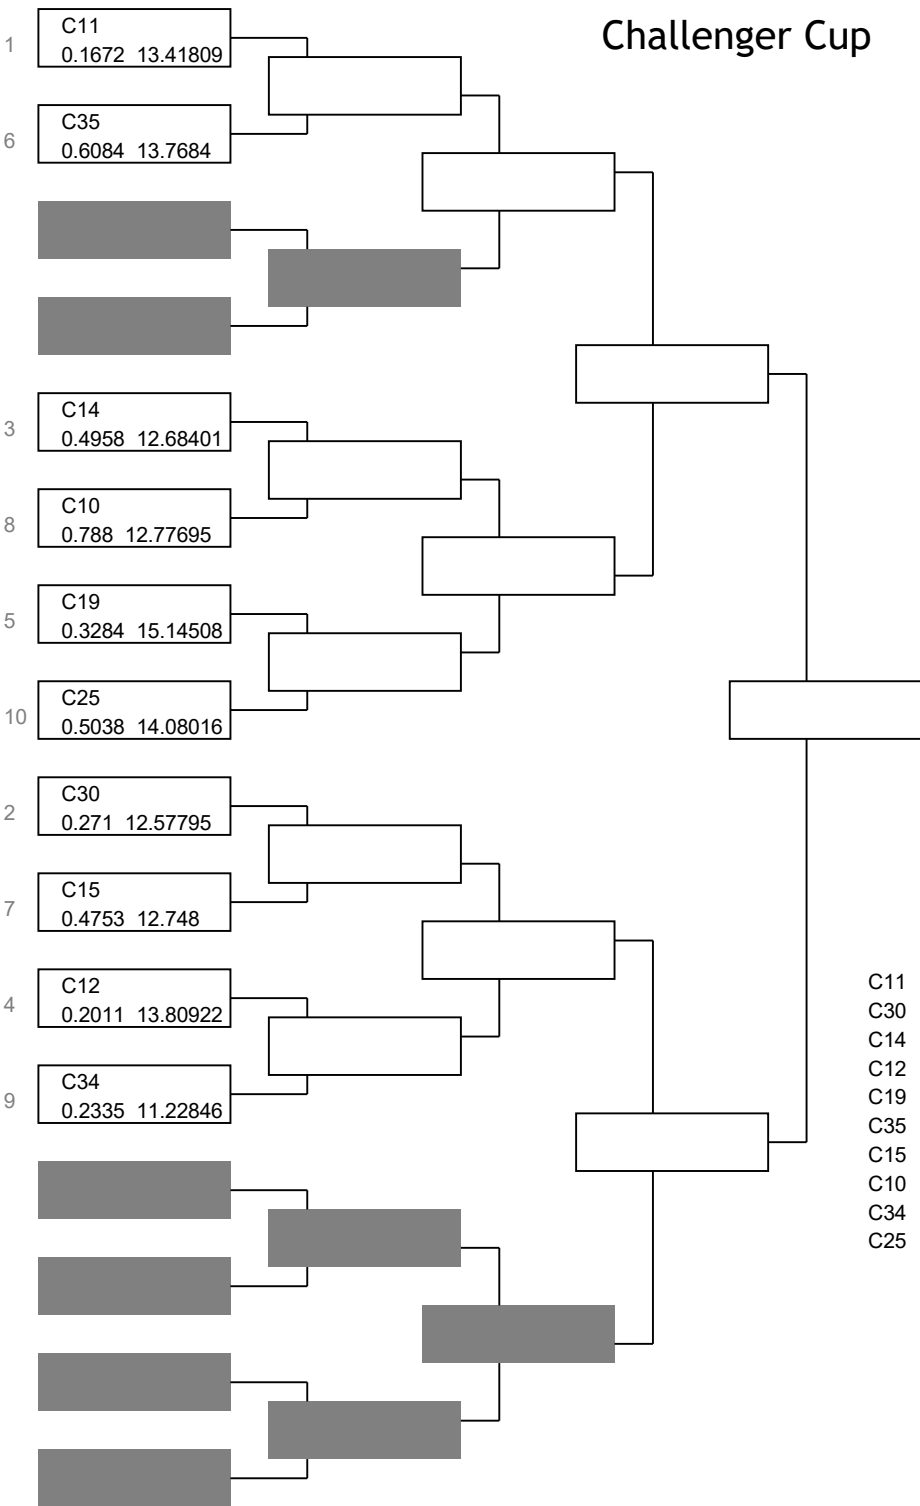 Challenger Cup
1
C11
0.1672 13.41809
6
C35
0.6084 13.7684
3
C14
0.4958 12.68401
8
C10
0.788 12.77695
5
C19
0.3284 15.14508
10
C25
0.5038 14.08016
2
C30
0.271 12.57795
7
C15
0.4753 12.748
4
C12
0.2011 13.80922
9
C34
0.2335 11.22846
C11
C30
C14
C12
C19
C35
C15
C10
C34
C25